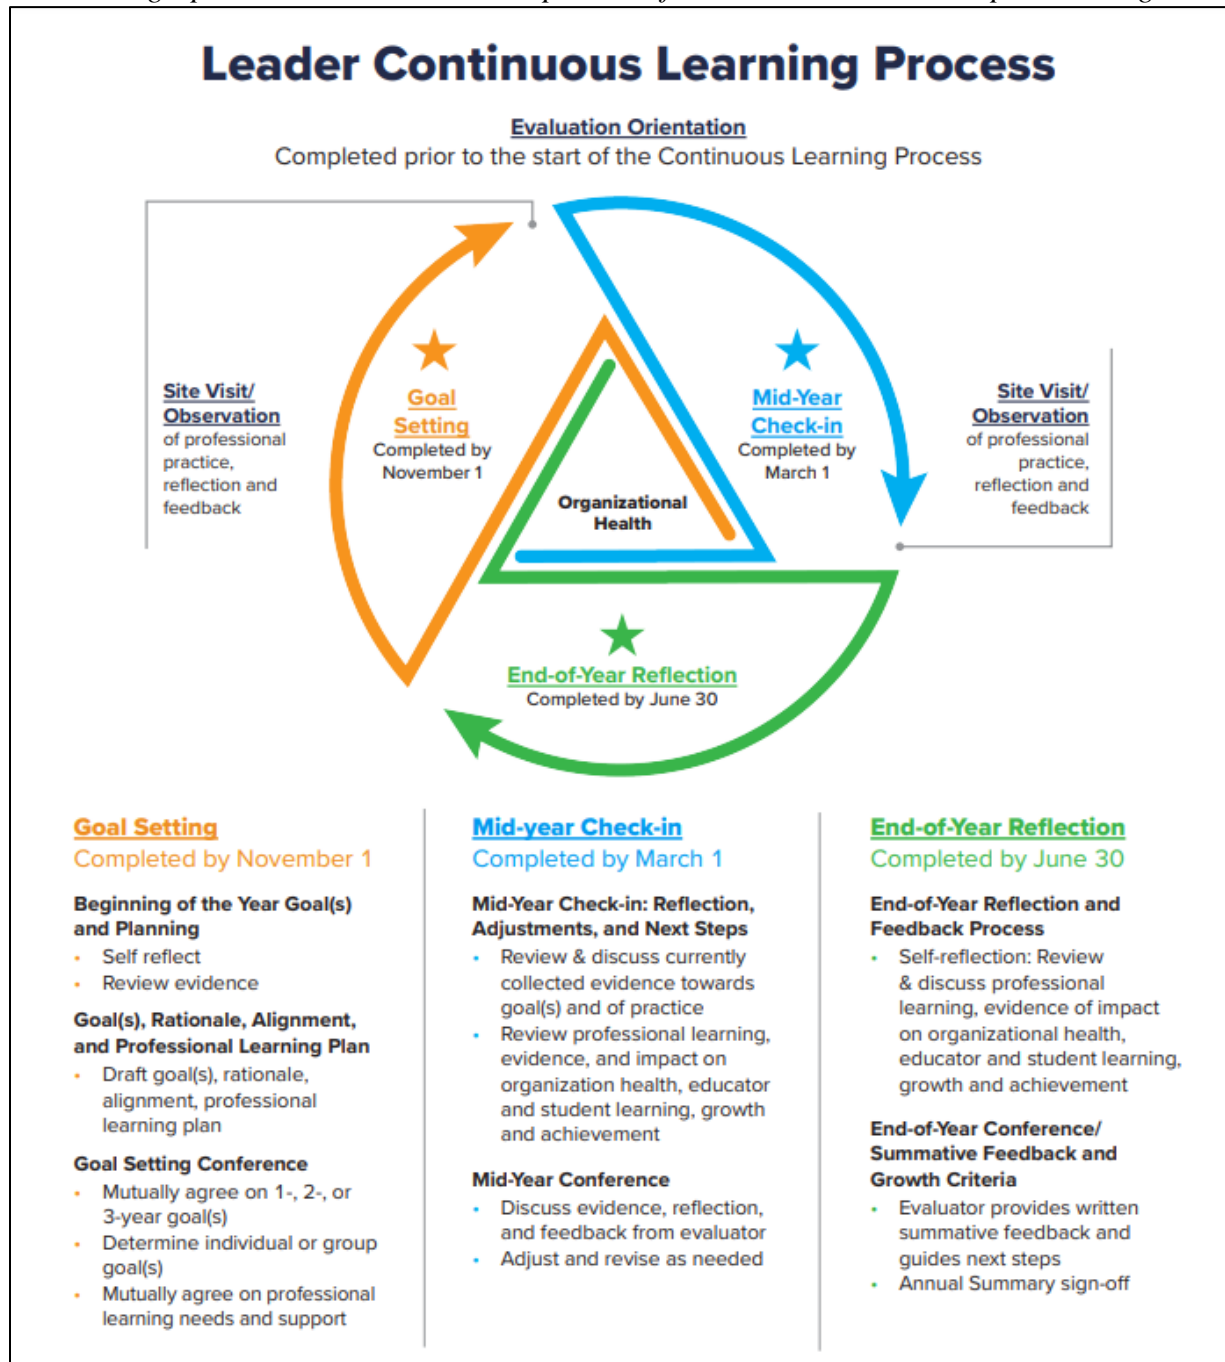 Leader Continuous Learning Process
Evaluation Orientation
Completed prior to the start of the Continuous Learning Process
Site Visit/
Observation
of professional
practice,
reflection and
feedback
Goal
Setting
Completed by
November 1
Organizational
Health
Mid-Year
Check-in
Completed by
March 1
Site Visit/
Observation
of professional
practice,
reflection and
feedback
End-of-Year Reflection
Completed by June 30
Goal Setting
Completed by November 1
Beginning of the Year Goal(s)
and Planning
• Self reflect
• Review evidence
Goal(s), Rationale, Alignment,
and Professional Learning Plan
• Draft goal(s), rationale,
alignment, professional
learning plan
Goal Setting Conference
• Mutually agree on 1-, 2-, or
3-year goal(s)
• Determine individual or group
goal(s)
• Mutually agree on professional
learning needs and support
Mid-year Check-in
Completed by March 1
Mid-Year Check-in: Reflection,
Adjustments, and Next Steps
• Review & discuss currently
collected evidence towards
goal(s) and of practice
• Review professional learning,
evidence, and impact on
organization health, educator
and student learning, growth
and achievement
Mid-Year Conference
• Discuss evidence, reflection,
and feedback from evaluator
• Adjust and revise as needed
End-of-Year Reflection
Completed by June 30
End-of-Year Reflection and
Feedback Process
• Self-reflection: Review
& discuss professional
learning, evidence of impact
on organizational health,
educator and student learning,
growth and achievement
End-of-Year Conference/
Summative Feedback and
Growth Criteria
• Evaluator provides written
summative feedback and
guides next steps
• Annual Summary sign-off